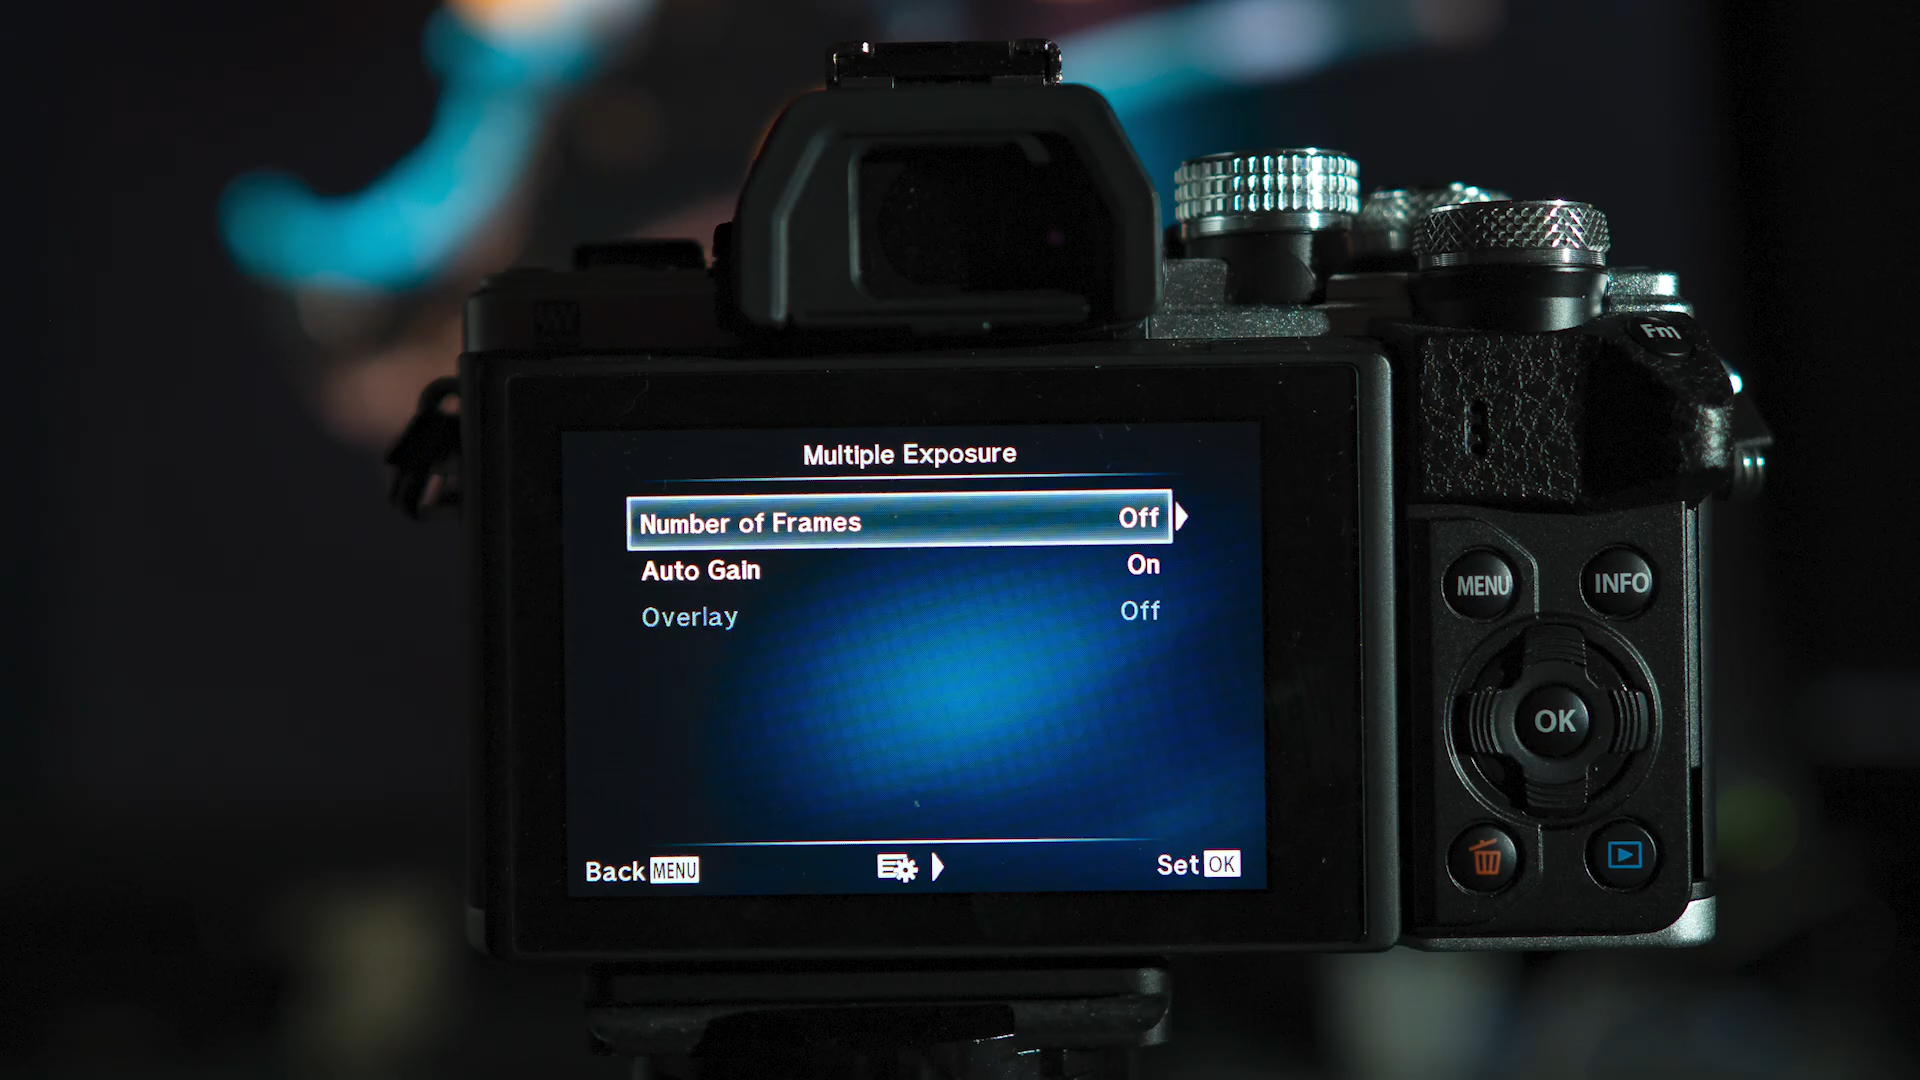 Fn1
Multiple Exposure
Number of Frames Off
Auto Gain On
Overlay Off
Back MENU
Set OK
MENU
INFO
OK